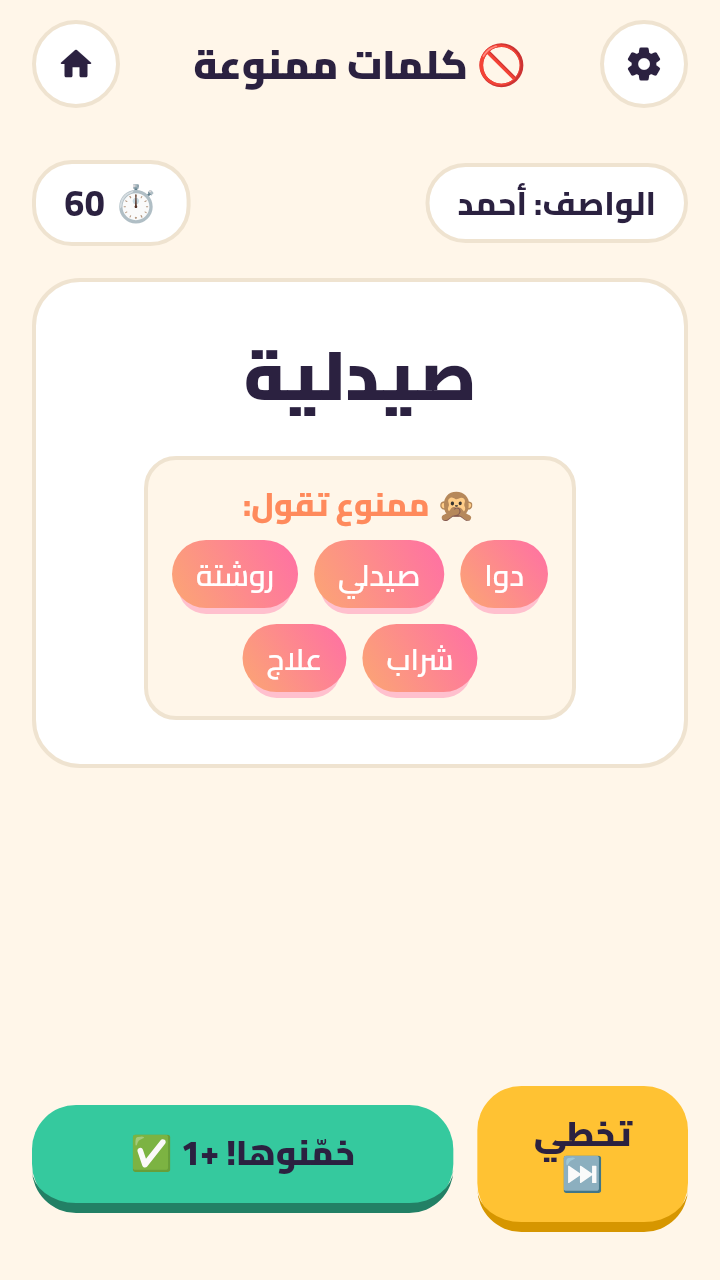 🚫 كلمات ممنوعة
الواصف: أحمد
⏱️ 60
صيدلية
🙊 ممنوع تقول:
دوا صيدلي روشتة
شراب علاج
تخطي ⏭️
خمّنوها! +1 ✅